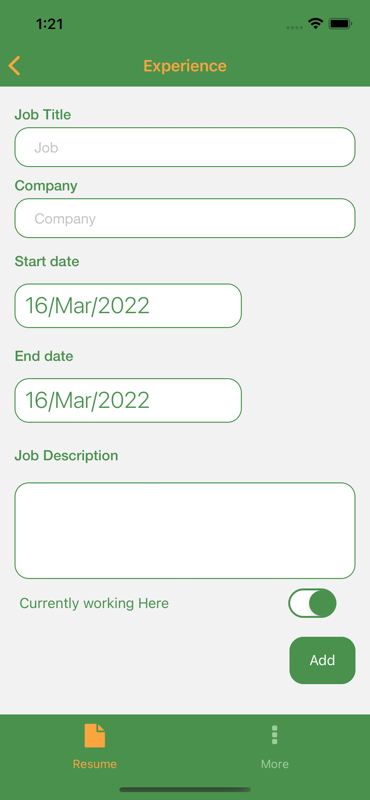 1:21
Experience
Job Title
Job
Company
Company
Start date
16/Mar/2022
End date
16/Mar/2022
Job Description
Currently working Here
Add
Resume
More